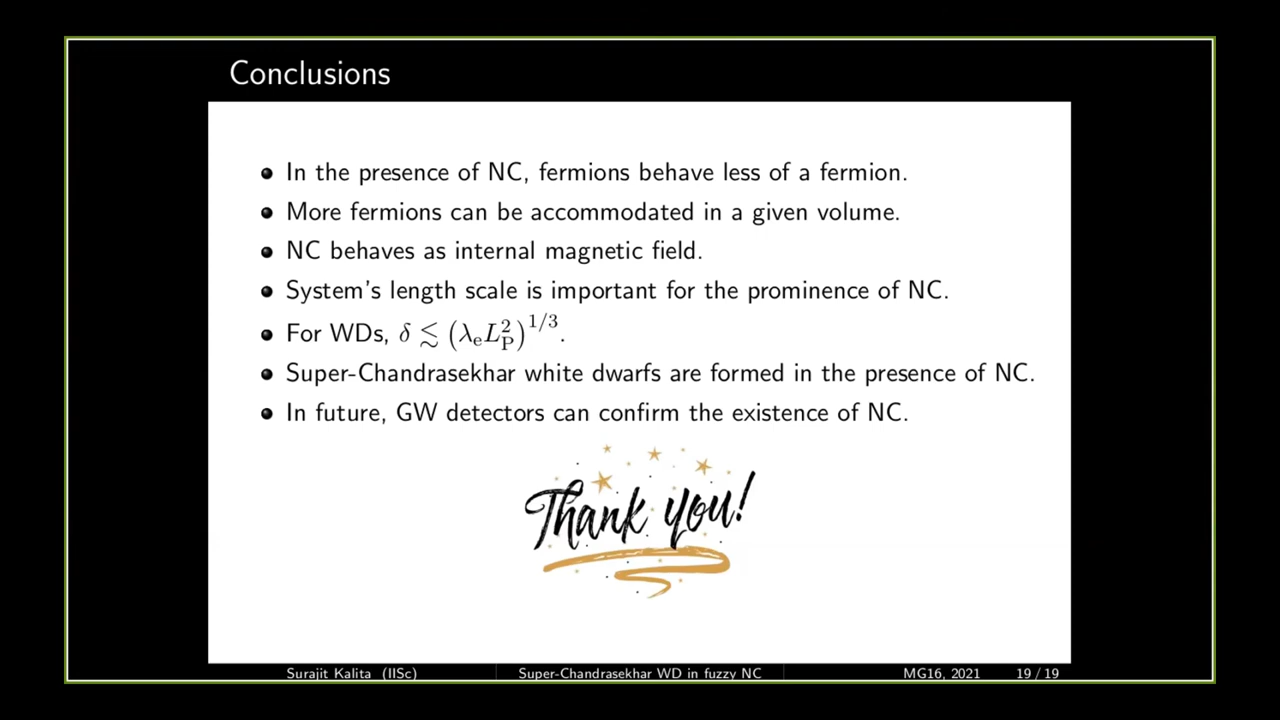 Conclusions
In the presence of NC, fermions behave less of a fermion.
More fermions can be accommodated in a given volume.
NC behaves as internal magnetic field.
System's length scale is important for the prominence of NC.
For WDs, δ ≲ (λ_e L_P^2)^{1/3}.
Super-Chandrasekhar white dwarfs are formed in the presence of NC.
In future, GW detectors can confirm the existence of NC.
Thank you!
Surajit Kalita (IISc) Super-Chandrasekhar WD in fuzzy NC MG16, 2021 19 / 19